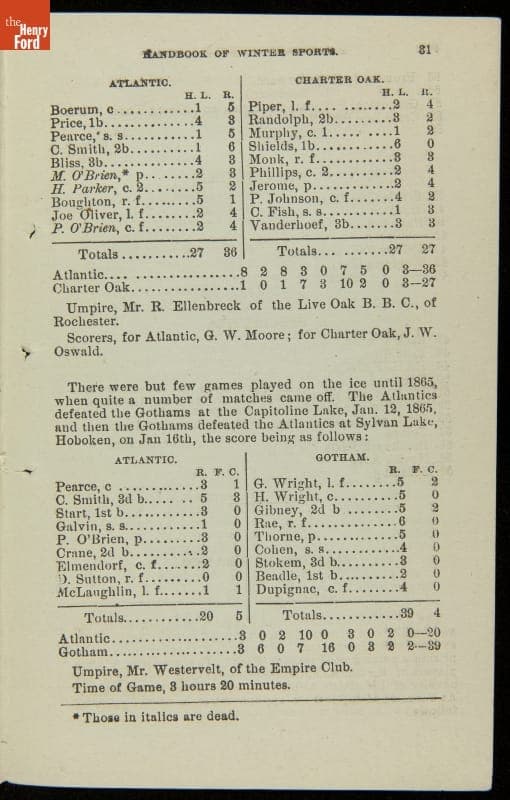 the Henry Ford
HANDBOOK OF WINTER SPORTS. 31
ATLANTIC.
H. L. R.
Boerum, c ............1 5
Price, 1b..............4 3
Pearce,* s. s...........1 5
C. Smith, 2b..........1 6
Bliss, 3b..............4 3
M. O'Brien,* p........2 3
H. Parker, c. 2........5 2
Boughton, r. f.........5 1
Joe Oliver, l. f.........2 4
P. O'Brien, c. f........2 4
Totals ..........27 36
CHARTER OAK.
H. L. R.
Piper, l. f.............2 4
Randolph, 2b.........3 2
Murphy, c. 1..........1 2
Shields, 1b............6 0
Monk, r. f............3 3
Phillips, c. 2..........2 4
Jerome, p.............2 4
P. Johnson, c. f.......4 2
C. Fish, s. s...........1 3
Vanderhoef, 3b.......3 3
Totals..........27 27
Atlantic.....................8 2 8 3 0 7 5 0 3—36
Charter Oak................1 0 1 7 3 10 2 0 3—27
Umpire, Mr. R. Ellenbreck of the Live Oak B. B. C., of
Rochester.
Scorers, for Atlantic, G. W. Moore; for Charter Oak, J. W.
Oswald.
There were but few games played on the ice until 1865,
when quite a number of matches came off. The Atlantics
defeated the Gothams at the Capitoline Lake, Jan. 12, 1865,
and then the Gothams defeated the Atlantics at Sylvan Lake,
Hoboken, on Jan 16th, the score being as follows:
ATLANTIC.
R. F. C.
Pearce, c ............3 1
C. Smith, 3d b........5 3
Start, 1st b...........3 0
Galvin, s. s...........1 0
P. O'Brien, p.........3 0
Crane, 2d b...........2 0
Elmendorf, c. f.......2 0
D. Sutton, r. f........0 0
McLaughlin, l. f......1 1
Totals...........20 5
GOTHAM.
R. F. C.
G. Wright, l. f........5 2
H. Wright, c..........5 0
Gibney, 2d b .........5 2
Rae, r. f..............6 0
Thorne, p.............5 0
Cohen, s. s............4 0
Stokem, 3d b.........3 0
Beadle, 1st b..........2 0
Dupignac, c. f........4 0
Totals...........39 4
Atlantic...................3 0 2 10 0 3 0 2 0—20
Gotham...................3 6 0 7 16 0 3 2 2—39
Umpire, Mr. Westervelt, of the Empire Club.
Time of Game, 3 hours 20 minutes.
* Those in italics are dead.